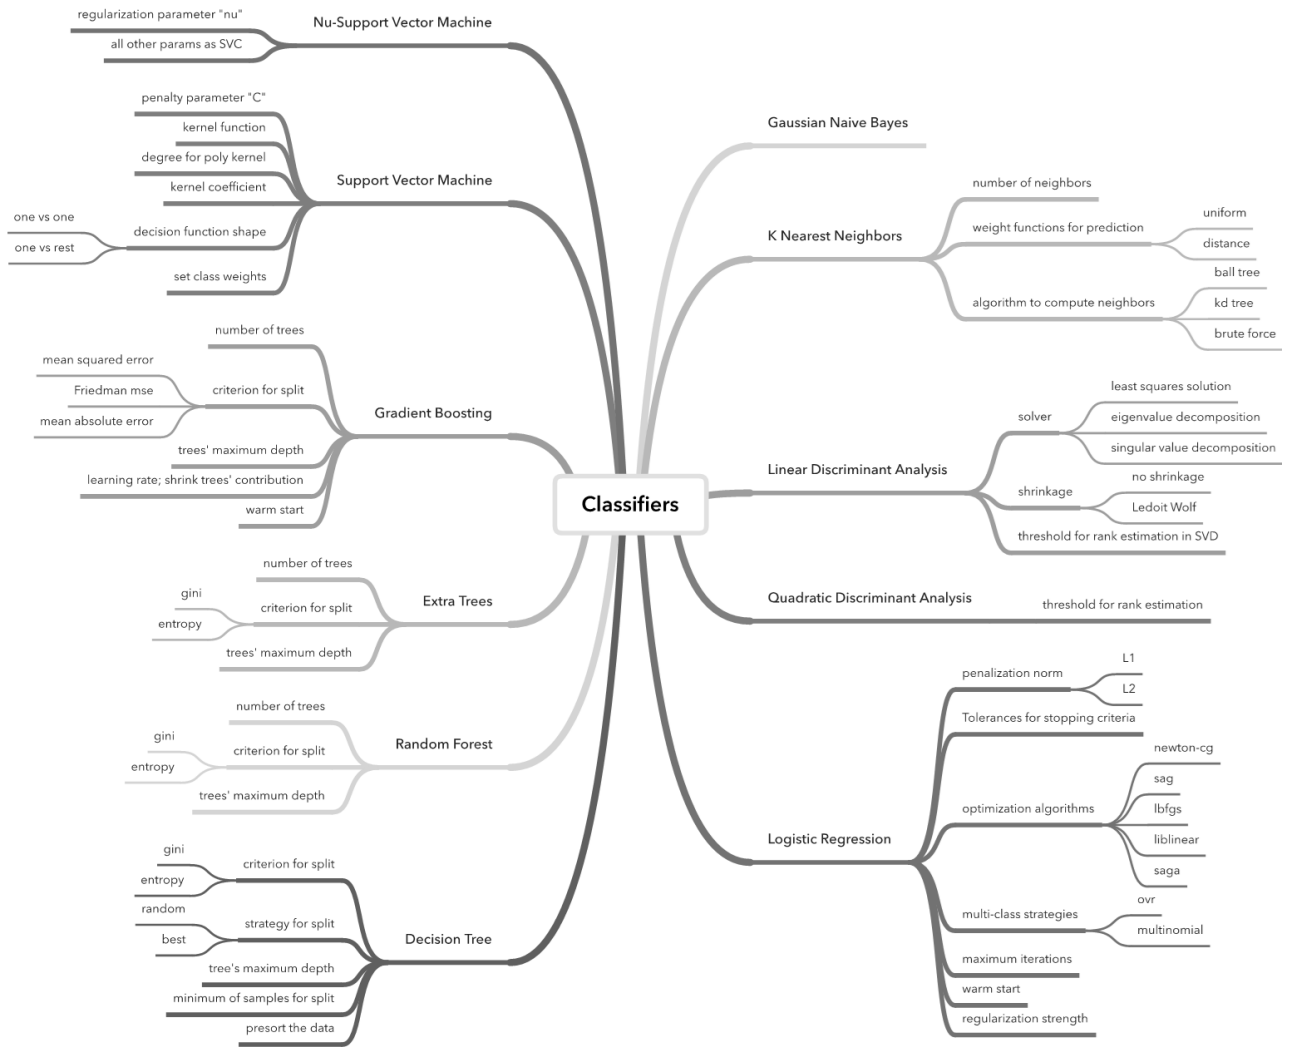 regularization parameter "nu"
all other params as SVC
Nu-Support Vector Machine
penalty parameter "C"
kernel function
degree for poly kernel
kernel coefficient
one vs one
one vs rest
decision function shape
set class weights
Support Vector Machine
number of trees
mean squared error
Friedman mse
mean absolute error
criterion for split
trees' maximum depth
learning rate; shrink trees' contribution
warm start
Gradient Boosting
number of trees
gini
entropy
criterion for split
trees' maximum depth
Extra Trees
number of trees
gini
entropy
criterion for split
trees' maximum depth
Random Forest
gini
entropy
criterion for split
random
best
strategy for split
tree's maximum depth
minimum of samples for split
presort the data
Decision Tree
Classifiers
Gaussian Naive Bayes
K Nearest Neighbors
number of neighbors
weight functions for prediction
uniform
distance
algorithm to compute neighbors
ball tree
kd tree
brute force
Linear Discriminant Analysis
solver
least squares solution
eigenvalue decomposition
singular value decomposition
shrinkage
no shrinkage
Ledoit Wolf
threshold for rank estimation in SVD
Quadratic Discriminant Analysis
threshold for rank estimation
Logistic Regression
penalization norm
L1
L2
Tolerances for stopping criteria
optimization algorithms
newton-cg
sag
lbfgs
liblinear
saga
multi-class strategies
ovr
multinomial
maximum iterations
warm start
regularization strength